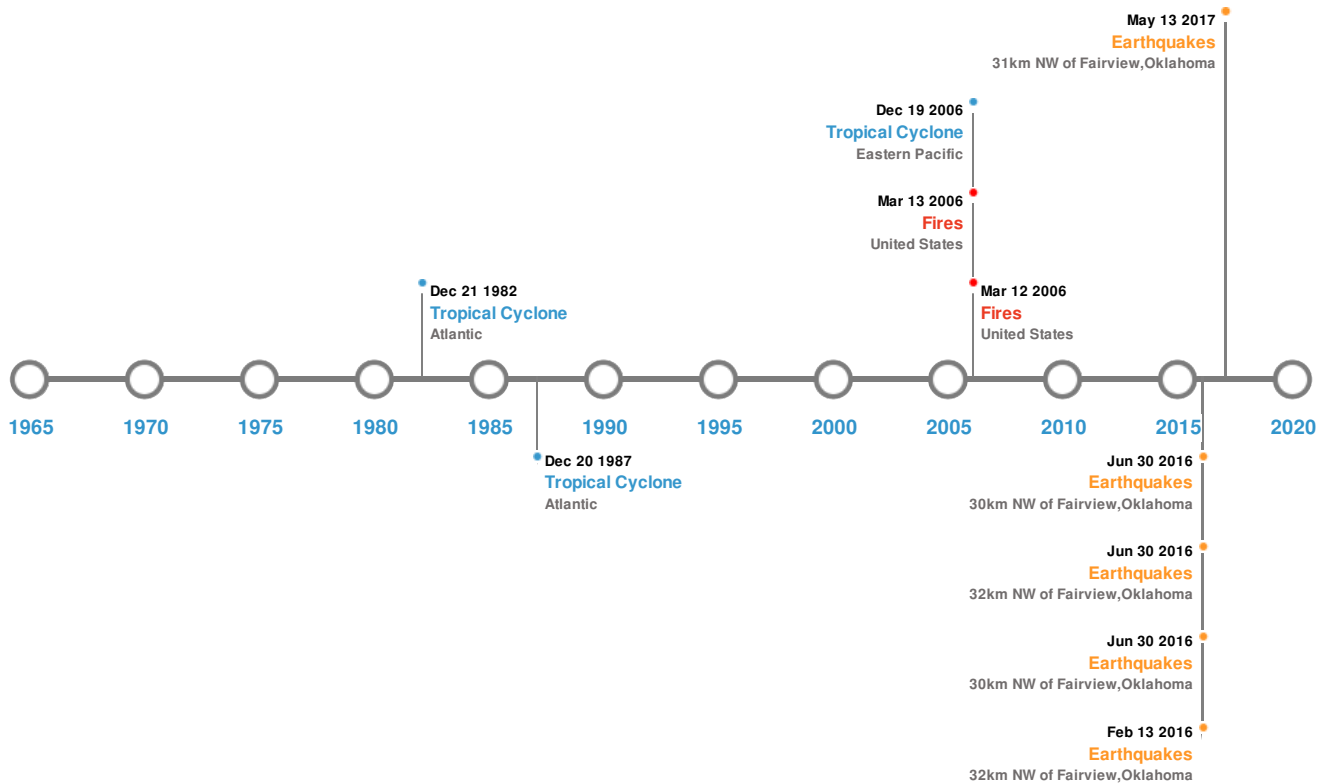 May 13 2017
Earthquakes
31km NW of Fairview,Oklahoma
Dec 19 2006
Tropical Cyclone
Eastern Pacific
Mar 13 2006
Fires
United States
Dec 21 1982
Tropical Cyclone
Atlantic
Mar 12 2006
Fires
United States
1965 1970 1975 1980 1985 1990 1995 2000 2005 2010 2015 2020
Dec 20 1987
Tropical Cyclone
Atlantic
Jun 30 2016
Earthquakes
30km NW of Fairview,Oklahoma
Jun 30 2016
Earthquakes
32km NW of Fairview,Oklahoma
Jun 30 2016
Earthquakes
30km NW of Fairview,Oklahoma
Feb 13 2016
Earthquakes
32km NW of Fairview,Oklahoma